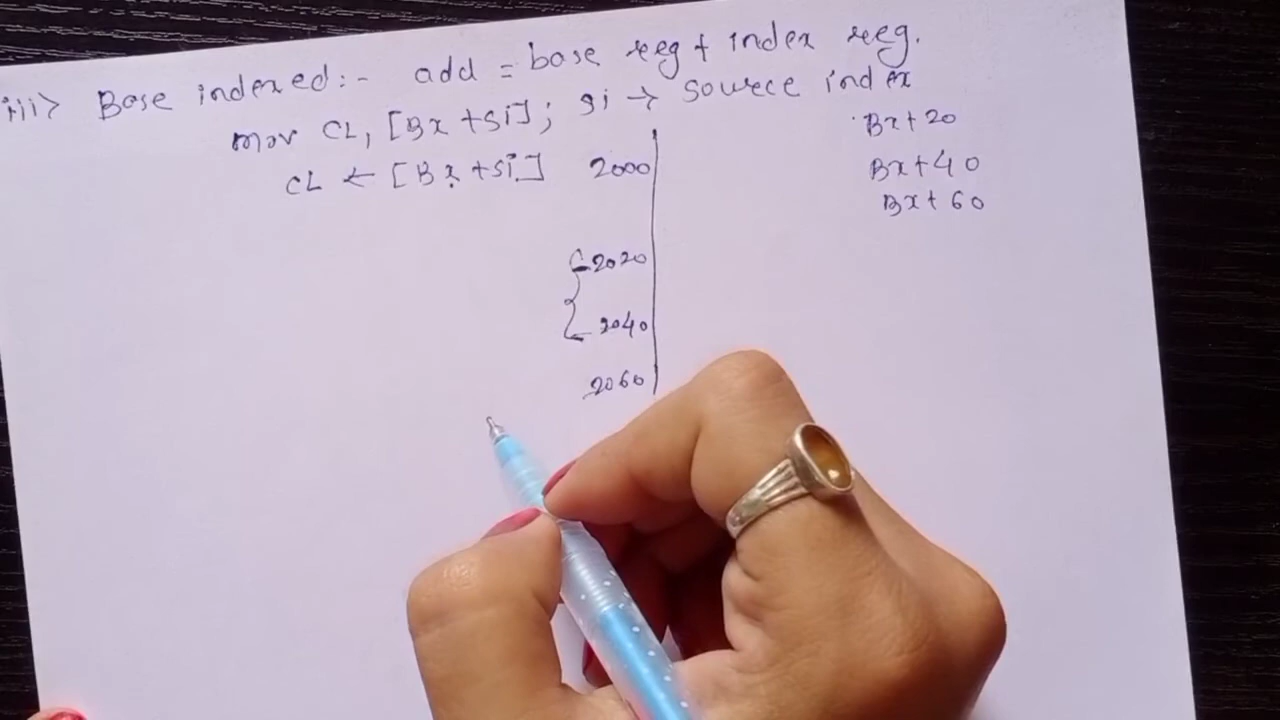 iii> Base indexed:- add = base reg + index reg.
mov CL, [Bx + Si] ; Si → source index
CL ← [Bx + Si]
2000
2020
2040
2060
Bx + 20
Bx + 40
Bx + 60